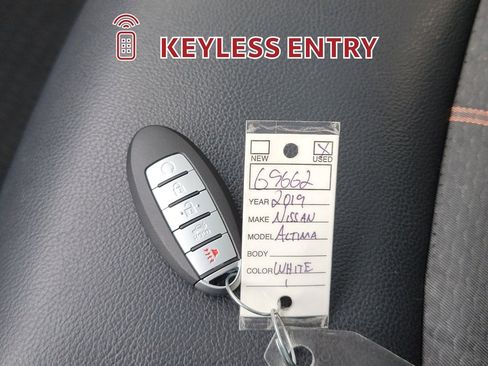 KEYLESS ENTRY
NEW
USED
69662
YEAR 2019
MAKE NISSAN
MODEL ALTIMA
BODY
COLOR WHITE